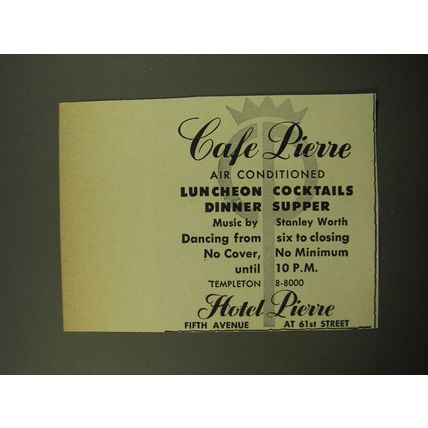 Cafe Pierre
AIR CONDITIONED
LUNCHEON COCKTAILS
DINNER SUPPER
Music by Stanley Worth
Dancing from six to closing
No Cover, No Minimum
until 10 P.M.
TEMPLETON 8-8000
Hotel Pierre
FIFTH AVENUE AT 61st STREET